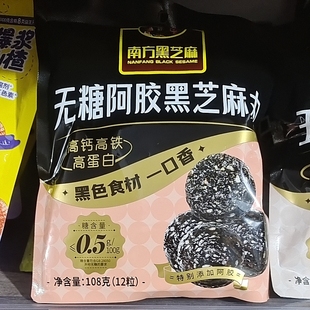 南方黑芝麻
NANFANG BLACK SESAME
无糖阿胶黑芝麻丸
高钙高铁
高蛋白
黑色食材 一口香
糖含量
≤0.5g/100g
特别添加阿胶
净含量:108克(12粒)
净含